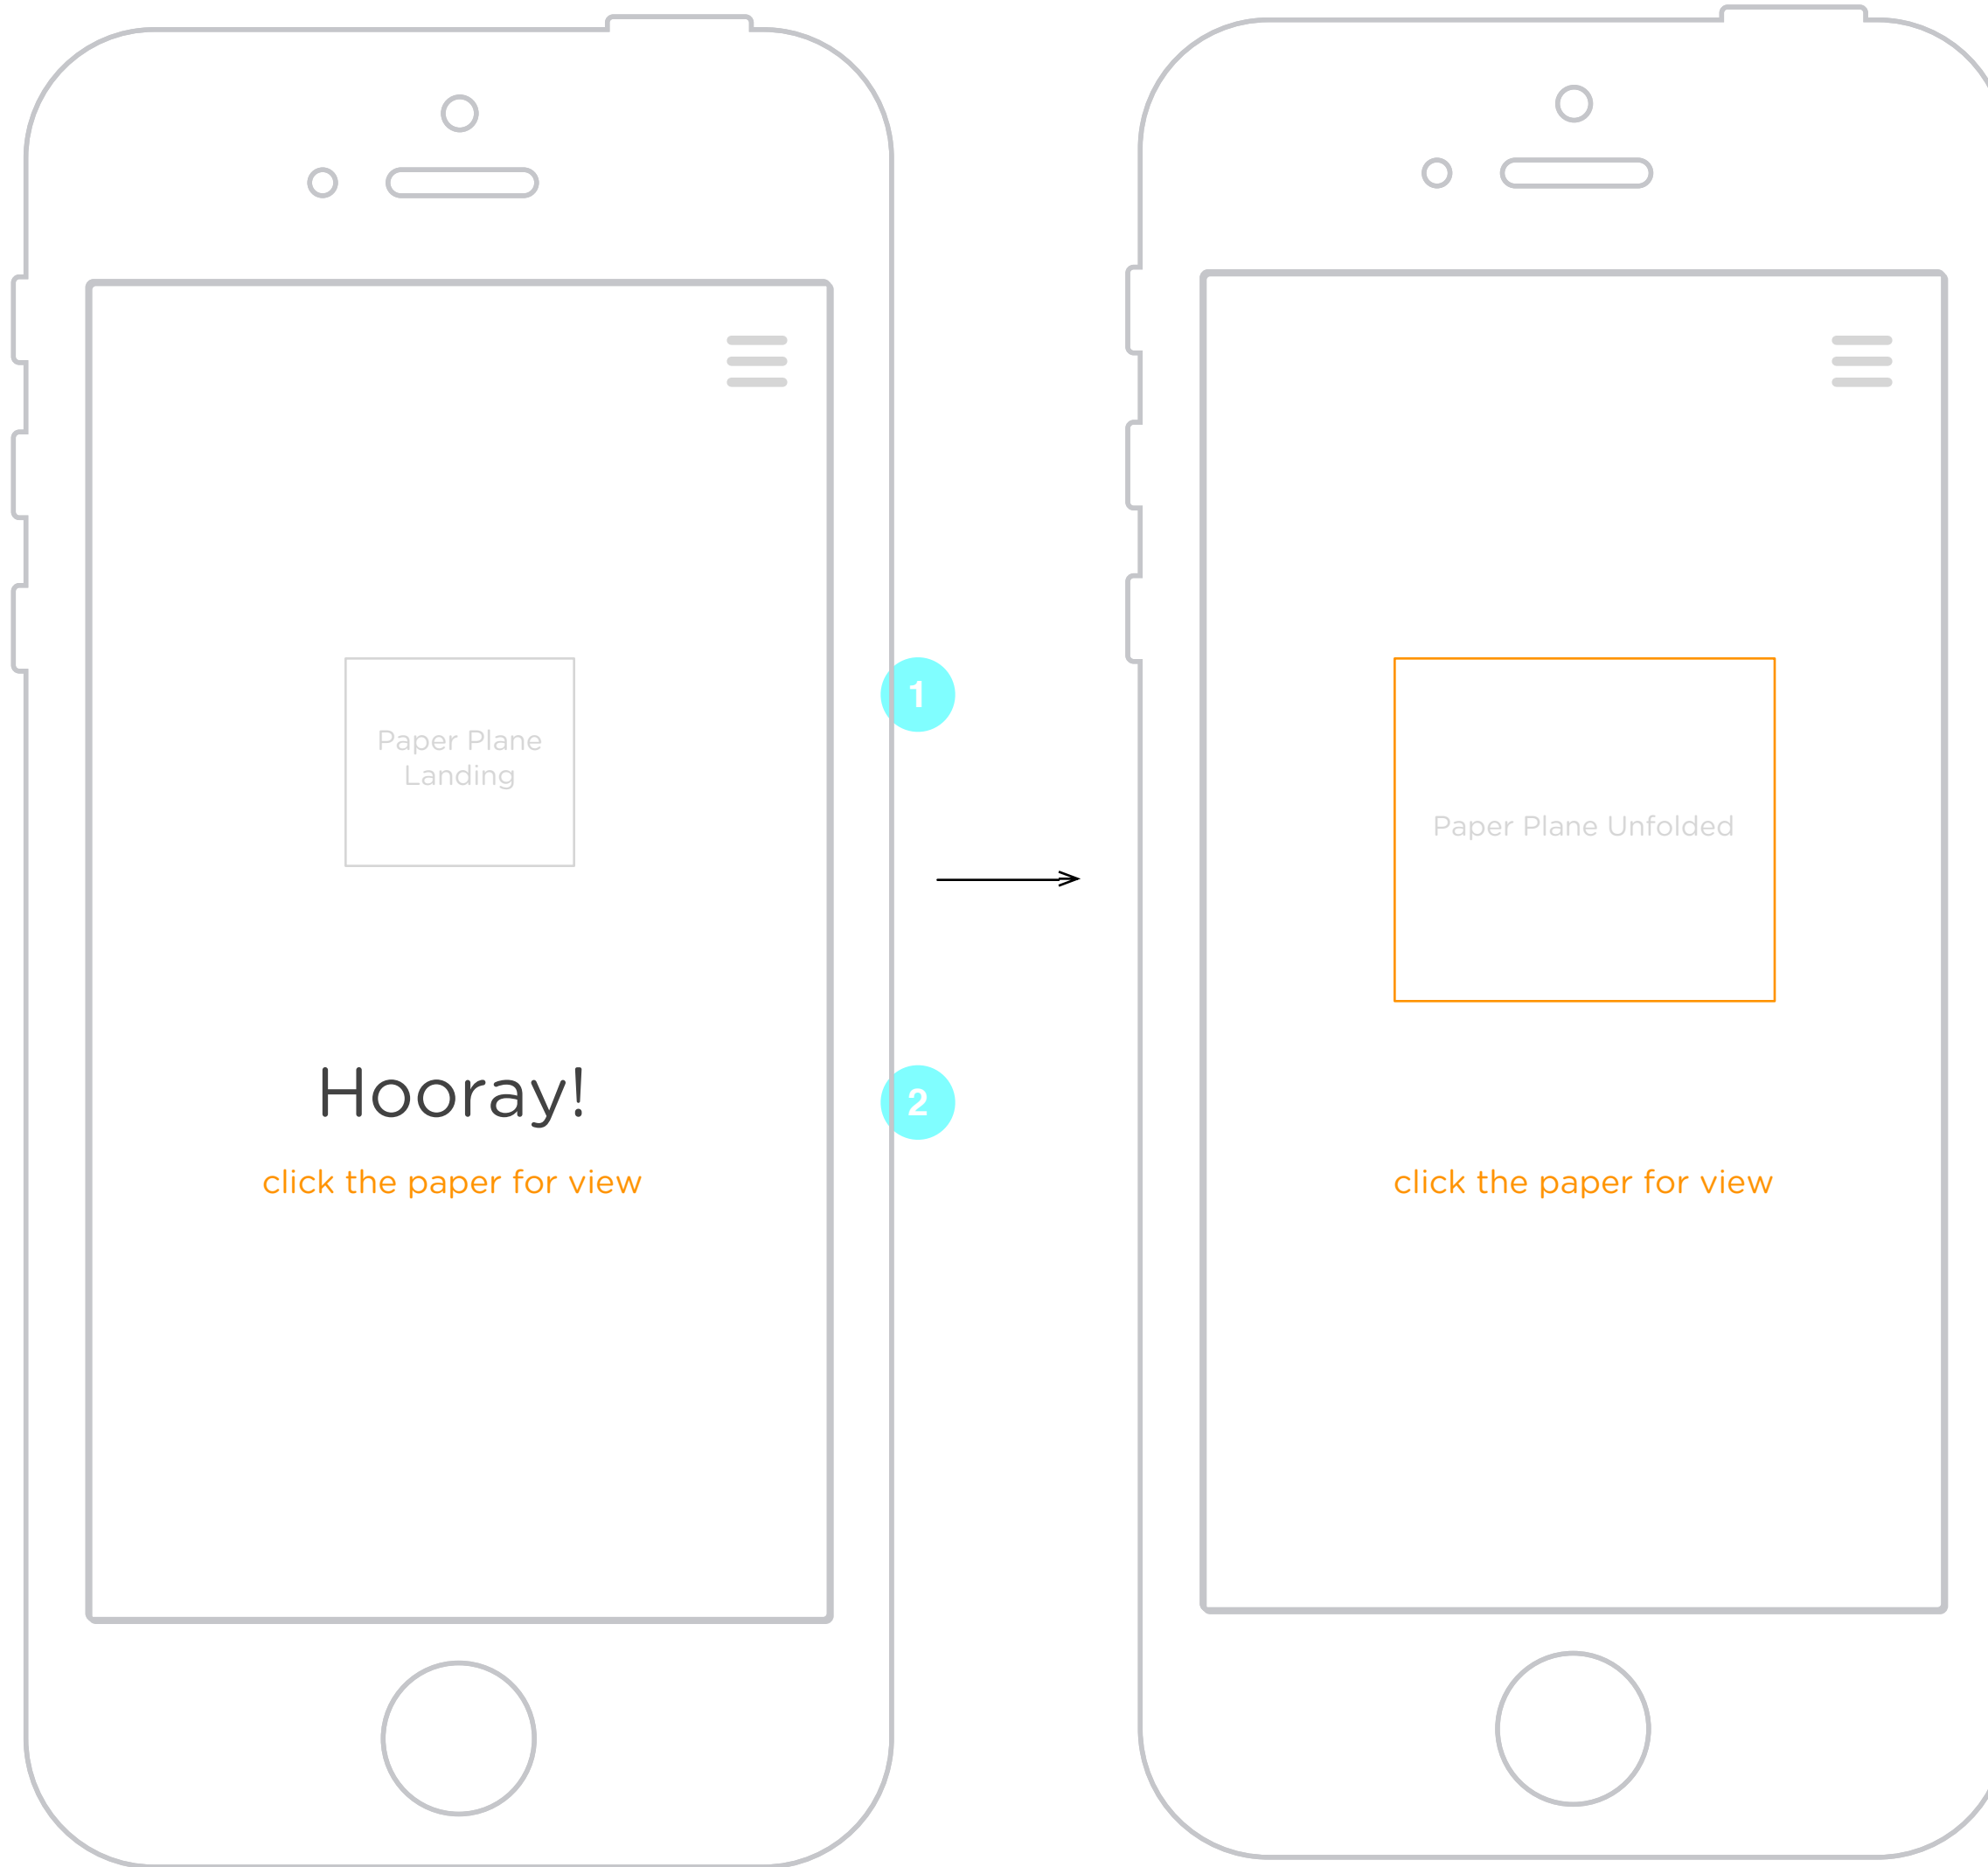 Paper Plane
Landing
1
Hooray!
2
click the paper for view
Paper Plane Unfolded
click the paper for view